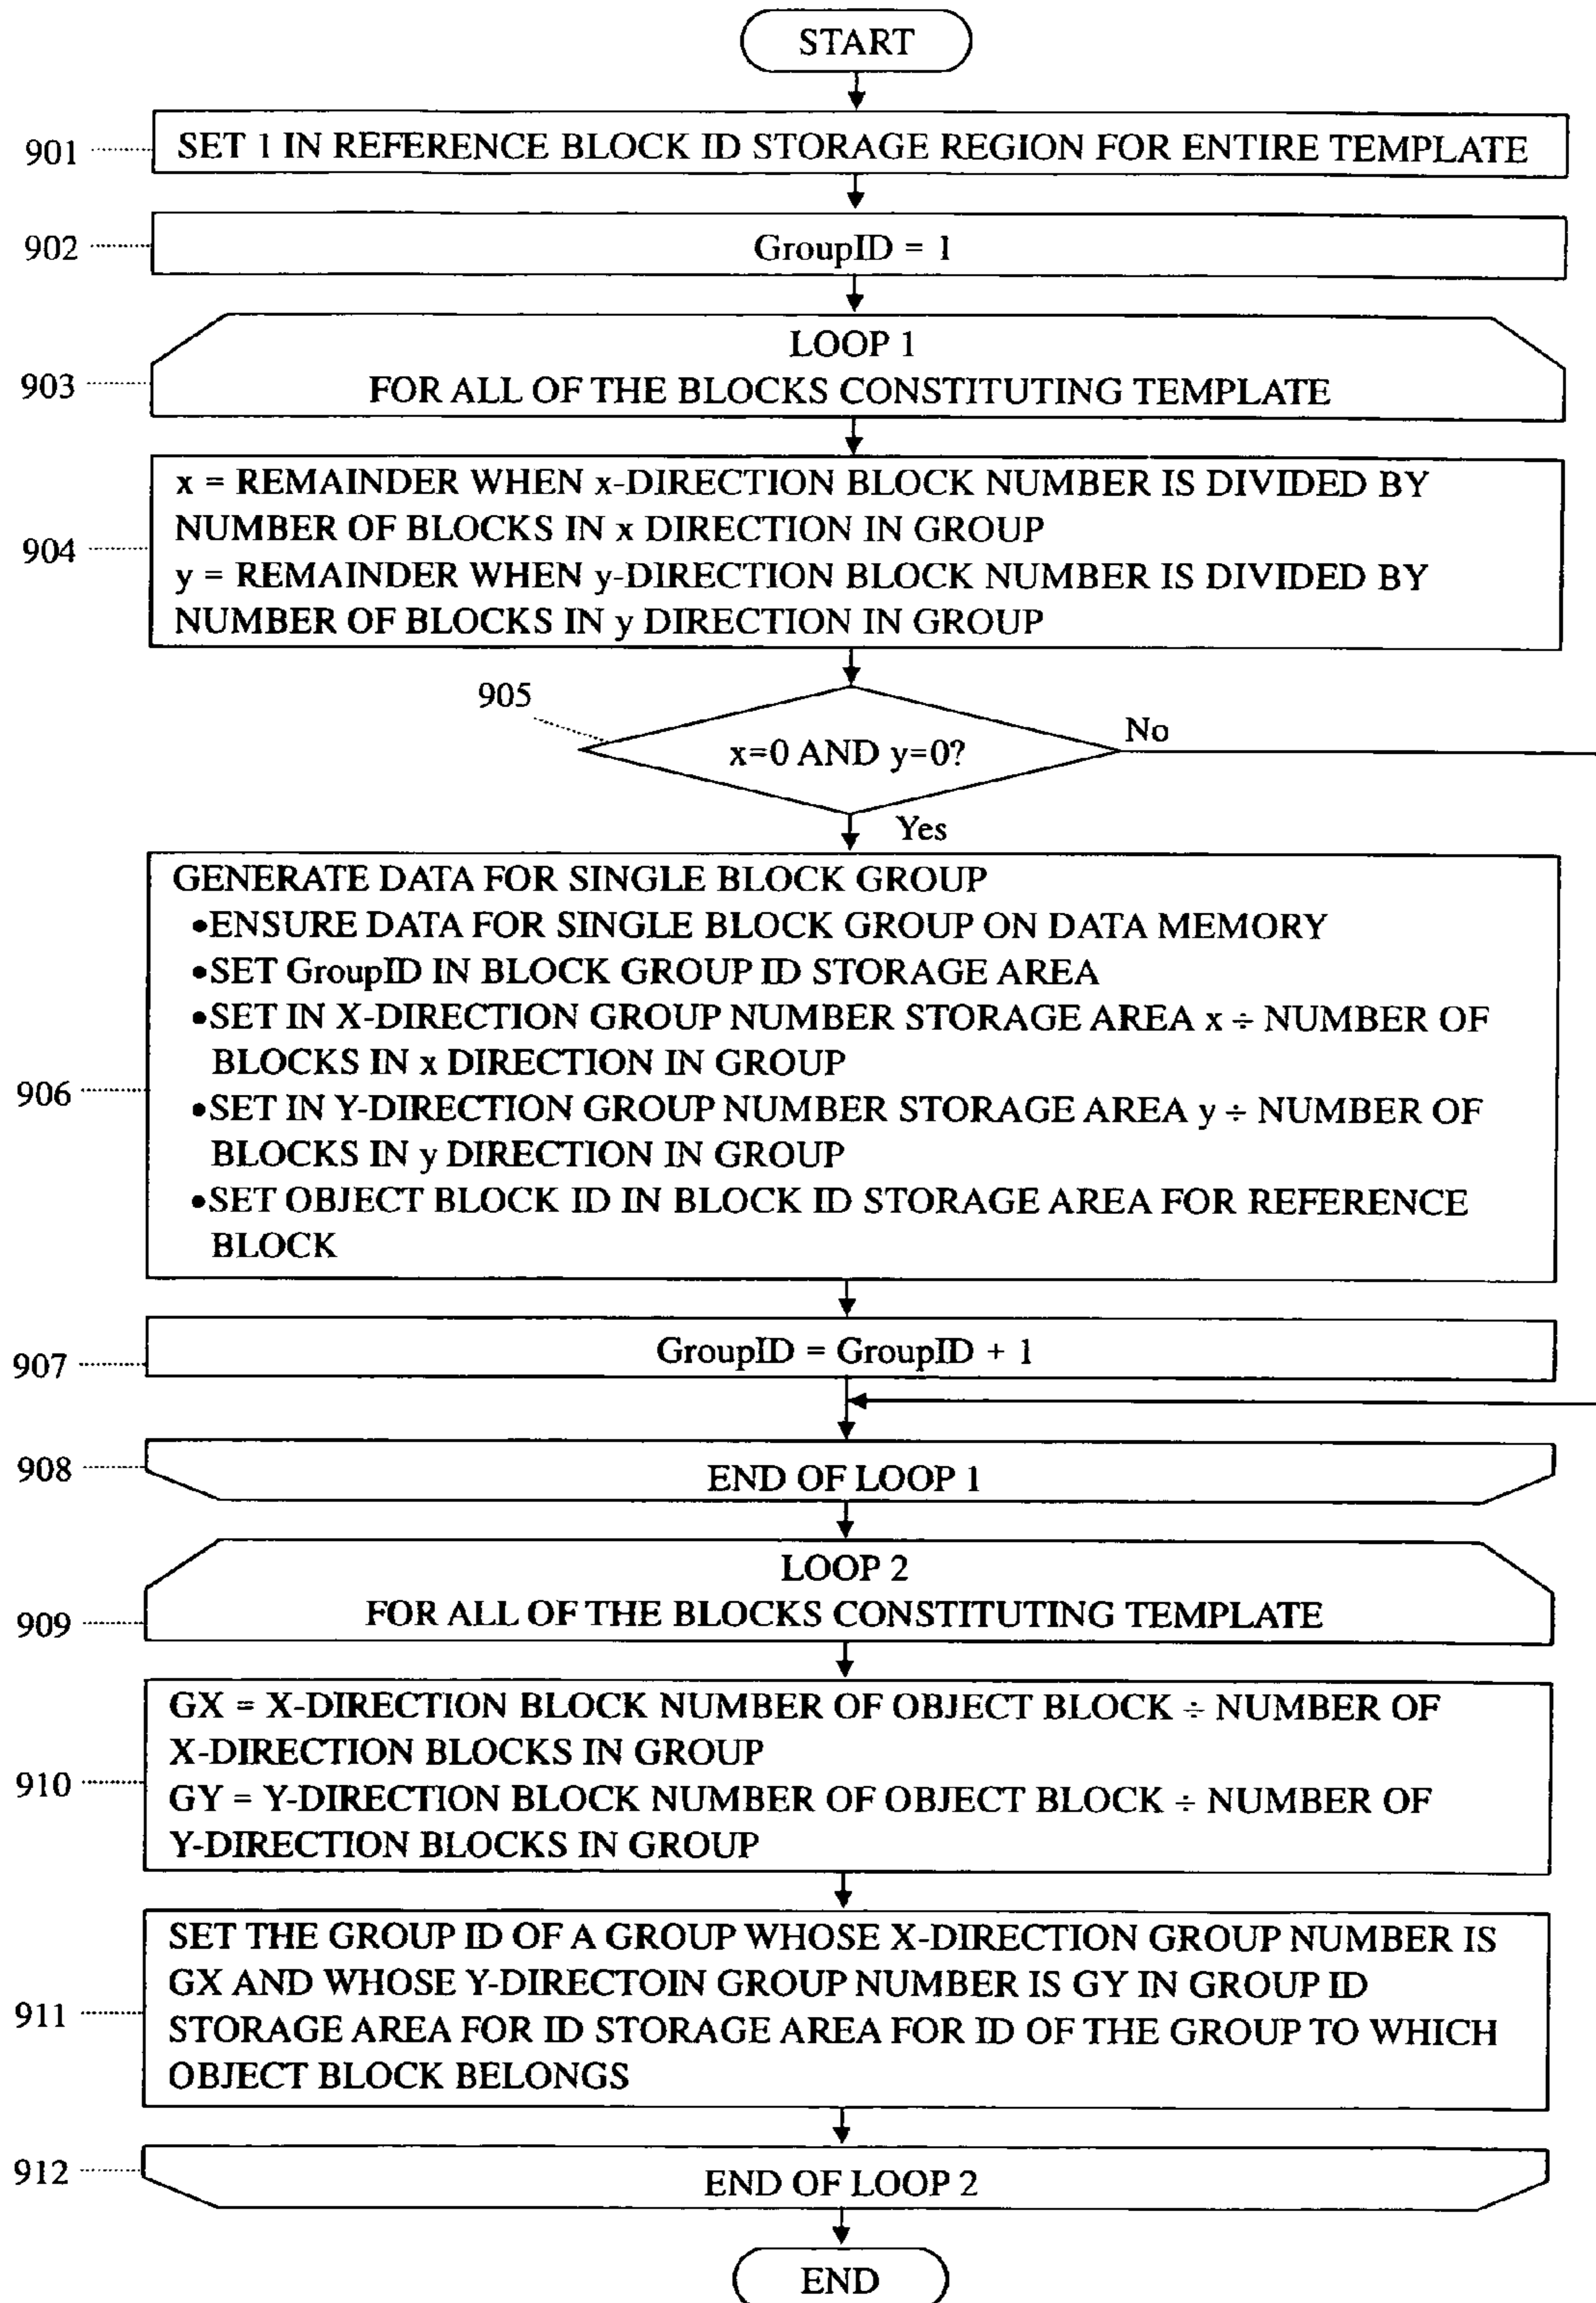 START
901
SET 1 IN REFERENCE BLOCK ID STORAGE REGION FOR ENTIRE TEMPLATE
902
GroupID = 1
LOOP 1
903
FOR ALL OF THE BLOCKS CONSTITUTING TEMPLATE
x = REMAINDER WHEN x-DIRECTION BLOCK NUMBER IS DIVIDED BY
NUMBER OF BLOCKS IN x DIRECTION IN GROUP
904
y = REMAINDER WHEN y-DIRECTION BLOCK NUMBER IS DIVIDED BY
NUMBER OF BLOCKS IN y DIRECTION IN GROUP
905
x=0 AND y=0?
No
Yes
GENERATE DATA FOR SINGLE BLOCK GROUP
•ENSURE DATA FOR SINGLE BLOCK GROUP ON DATA MEMORY
•SET GroupID IN BLOCK GROUP ID STORAGE AREA
•SET IN X-DIRECTION GROUP NUMBER STORAGE AREA x ÷ NUMBER OF
BLOCKS IN x DIRECTION IN GROUP
906
•SET IN Y-DIRECTION GROUP NUMBER STORAGE AREA y ÷ NUMBER OF
BLOCKS IN y DIRECTION IN GROUP
•SET OBJECT BLOCK ID IN BLOCK ID STORAGE AREA FOR REFERENCE
BLOCK
907
GroupID = GroupID + 1
908
END OF LOOP 1
LOOP 2
909
FOR ALL OF THE BLOCKS CONSTITUTING TEMPLATE
GX = X-DIRECTION BLOCK NUMBER OF OBJECT BLOCK ÷ NUMBER OF
X-DIRECTION BLOCKS IN GROUP
910
GY = Y-DIRECTION BLOCK NUMBER OF OBJECT BLOCK ÷ NUMBER OF
Y-DIRECTION BLOCKS IN GROUP
SET THE GROUP ID OF A GROUP WHOSE X-DIRECTION GROUP NUMBER IS
GX AND WHOSE Y-DIRECTOIN GROUP NUMBER IS GY IN GROUP ID
911
STORAGE AREA FOR ID STORAGE AREA FOR ID OF THE GROUP TO WHICH
OBJECT BLOCK BELONGS
912
END OF LOOP 2
END